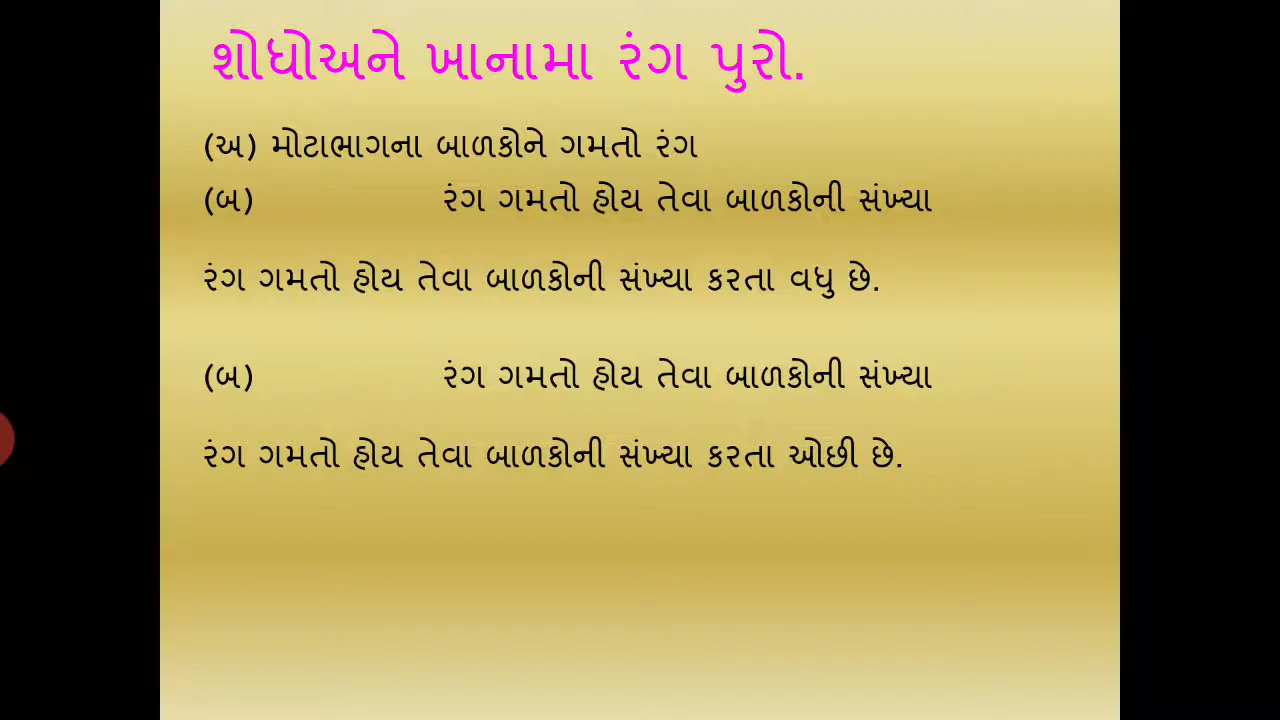 શોધોઅને ખાનામા રંગ પુરો.
(અ) મોટાભાગના બાળકોને ગમતો રંગ
(બ) રંગ ગમતો હોય તેવા બાળકોની સંખ્યા
રંગ ગમતો હોય તેવા બાળકોની સંખ્યા કરતા વધુ છે.
(બ) રંગ ગમતો હોય તેવા બાળકોની સંખ્યા
રંગ ગમતો હોય તેવા બાળકોની સંખ્યા કરતા ઓછી છે.